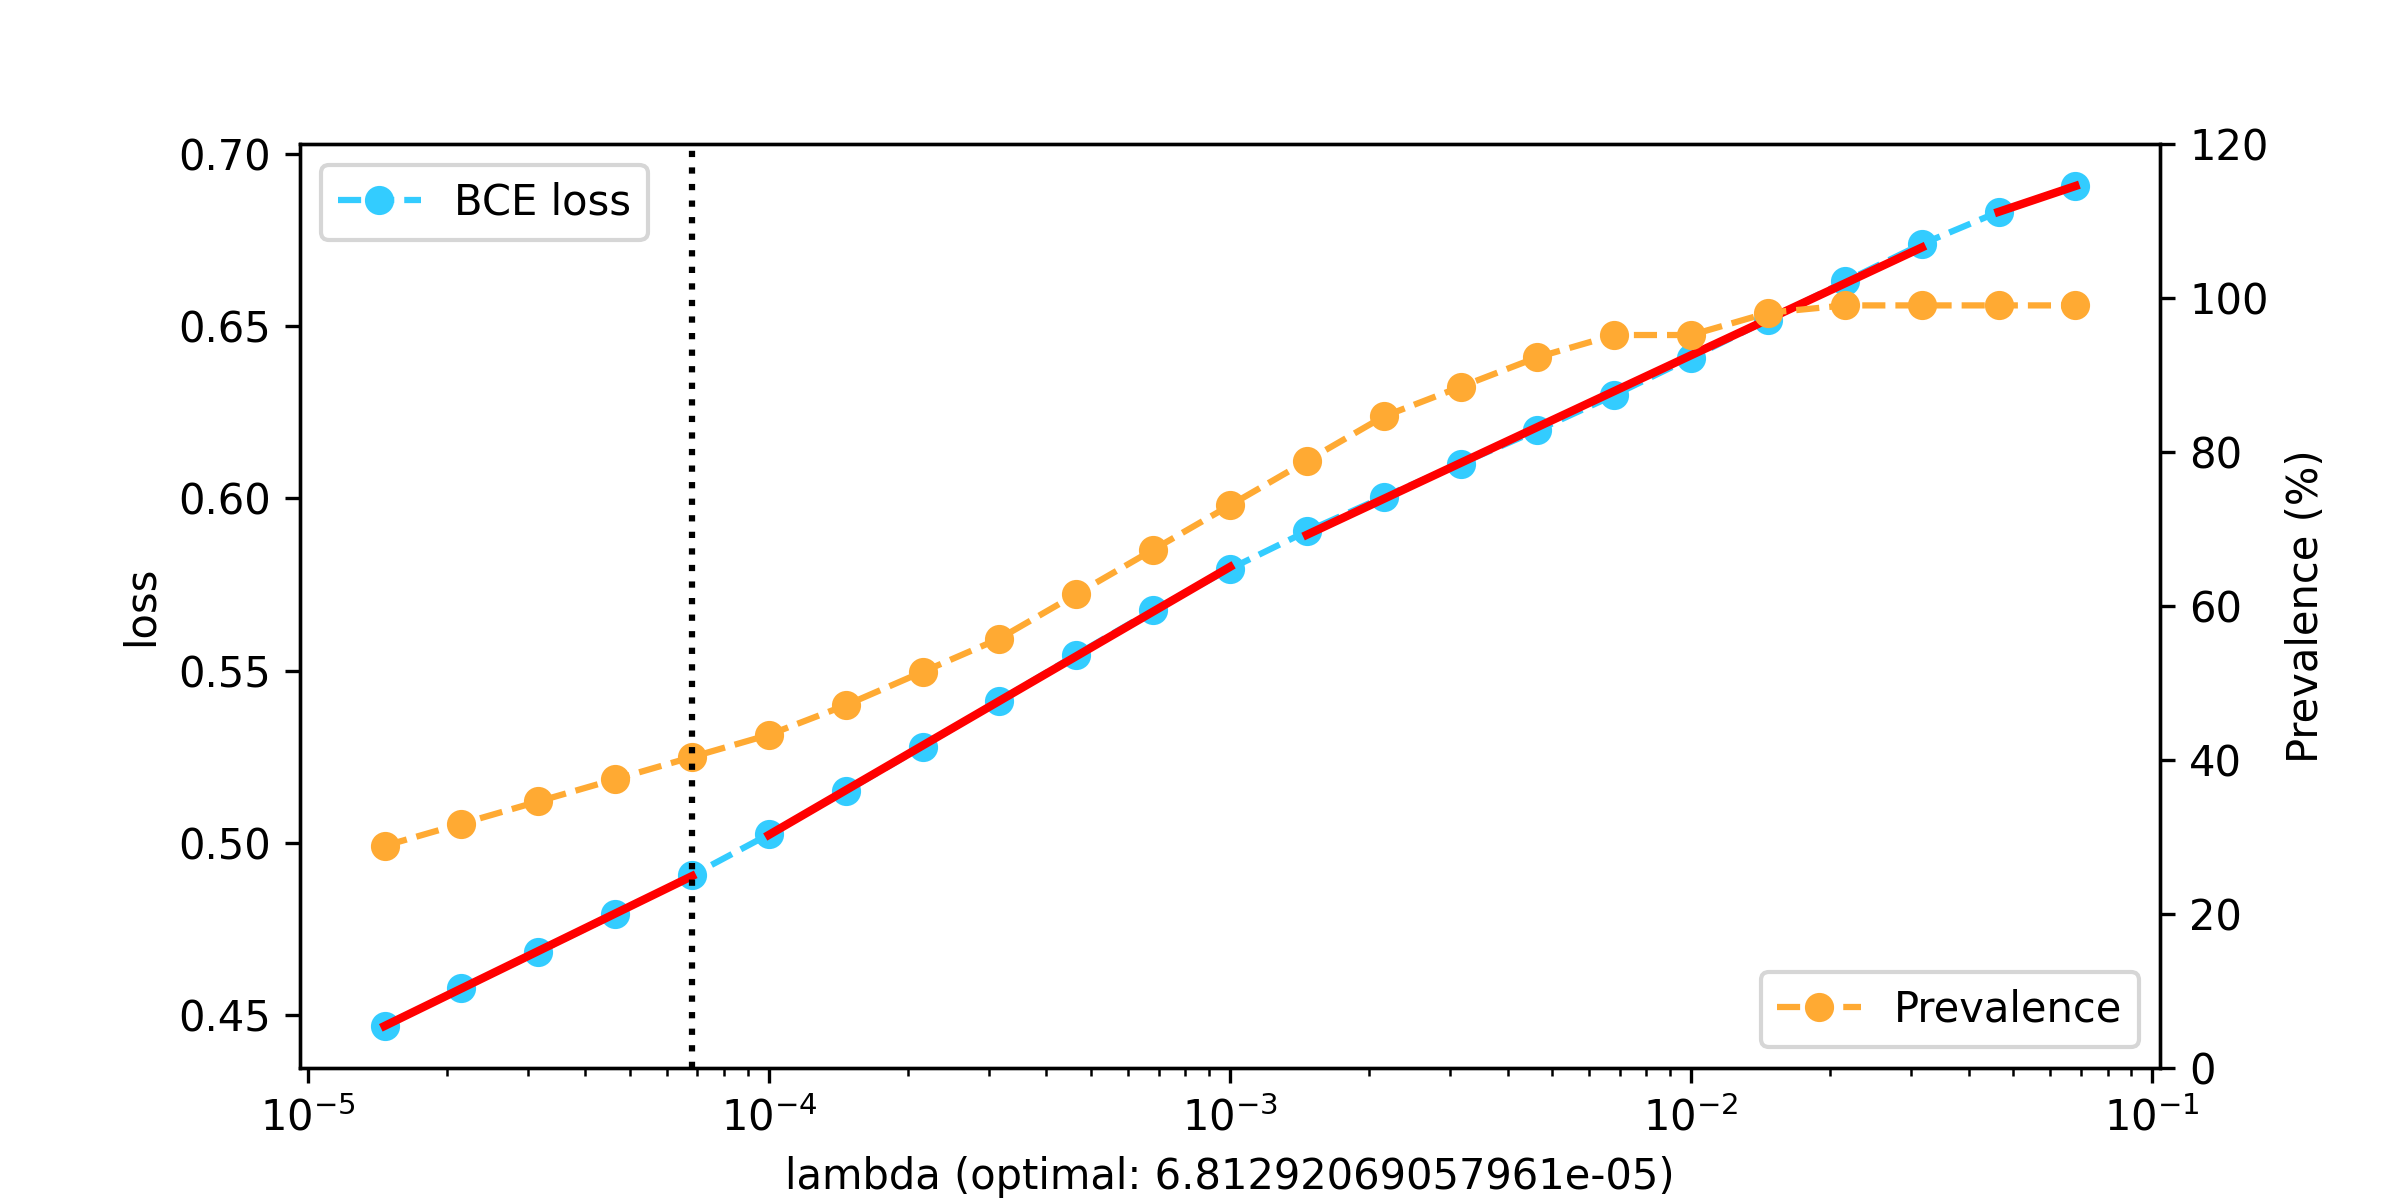 BCE loss
0.70
0.65
0.60
0.55
0.50
0.45
loss
120
100
80
60
40
20
0
Prevalence (%)
Prevalence
10⁻⁵ 10⁻⁴ 10⁻³ 10⁻² 10⁻¹
lambda (optimal: 6.81292069057961e-05)